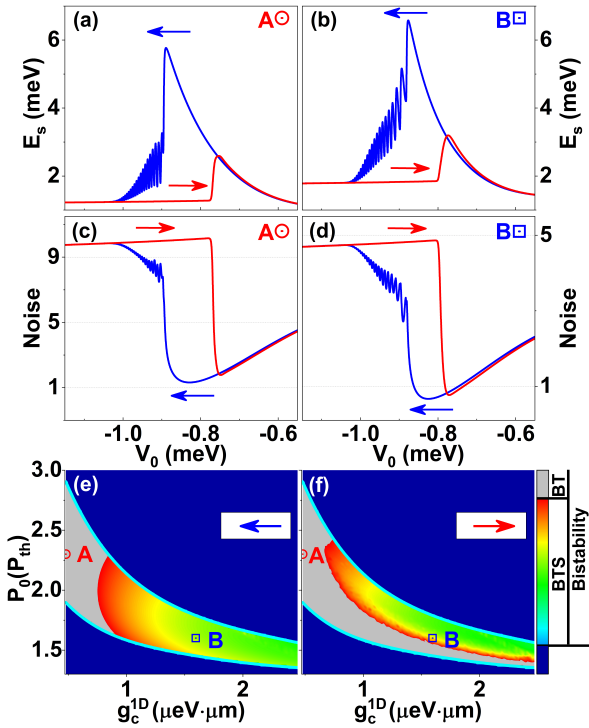 (a) A⊙ (b) B⊡
6 6
4 4
2 2
E_s (meV) E_s (meV)
(c) A⊙ (d) B⊡
9 5
5
1 1
Noise Noise
-1.0 -0.8 -0.6 -1.0 -0.8 -0.6
V_0 (meV) V_0 (meV)
3.0 (e) (f)
2.5
2.0
1.5
P_0(P_th)
A A
B B
BT
BTS
Bistability
1 2 1 2
g_c^1D (μeV·μm) g_c^1D (μeV·μm)